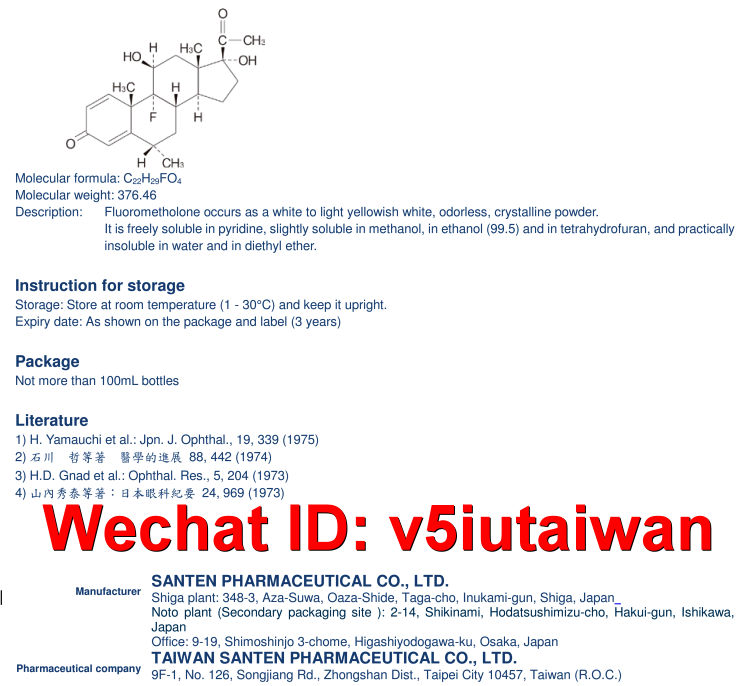 O
C
CH₂
HO
H
H₃C
OH
H₃C
H
F
H
O
H
CH₃
Molecular formula: C₂₂H₂₉FO₄
Molecular weight: 376.46
Description: Fluorometholone occurs as a white to light yellowish white, odorless, crystalline powder.
It is freely soluble in pyridine, slightly soluble in methanol, in ethanol (99.5) and in tetrahydrofuran, and practically
insoluble in water and in diethyl ether.
Instruction for storage
Storage: Store at room temperature (1 - 30°C) and keep it upright.
Expiry date: As shown on the package and label (3 years)
Package
Not more than 100mL bottles
Literature
1) H. Yamauchi et al.: Jpn. J. Ophthal., 19, 339 (1975)
2) 石川 哲等著 醫學的進展 88, 442 (1974)
3) H.D. Gnad et al.: Ophthal. Res., 5, 204 (1973)
4) 山內秀泰等著：日本眼科紀要 24, 969 (1973)
Wechat ID: v5iutaiwan
Manufacturer SANTEN PHARMACEUTICAL CO., LTD.
Shiga plant: 348-3, Aza-Suwa, Oaza-Shide, Taga-cho, Inukami-gun, Shiga, Japan_
Noto plant (Secondary packaging site ): 2-14, Shikinami, Hodatsushimizu-cho, Hakui-gun, Ishikawa,
Japan
Office: 9-19, Shimoshinjo 3-chome, Higashiyodogawa-ku, Osaka, Japan
Pharmaceutical company TAIWAN SANTEN PHARMACEUTICAL CO., LTD.
9F-1, No. 126, Songjiang Rd., Zhongshan Dist., Taipei City 10457, Taiwan (R.O.C.)